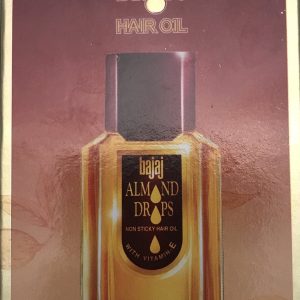 HAIR OIL
bajaj
ALMOND
DROPS
NON STICKY HAIR OIL
WITH VITAMIN-E